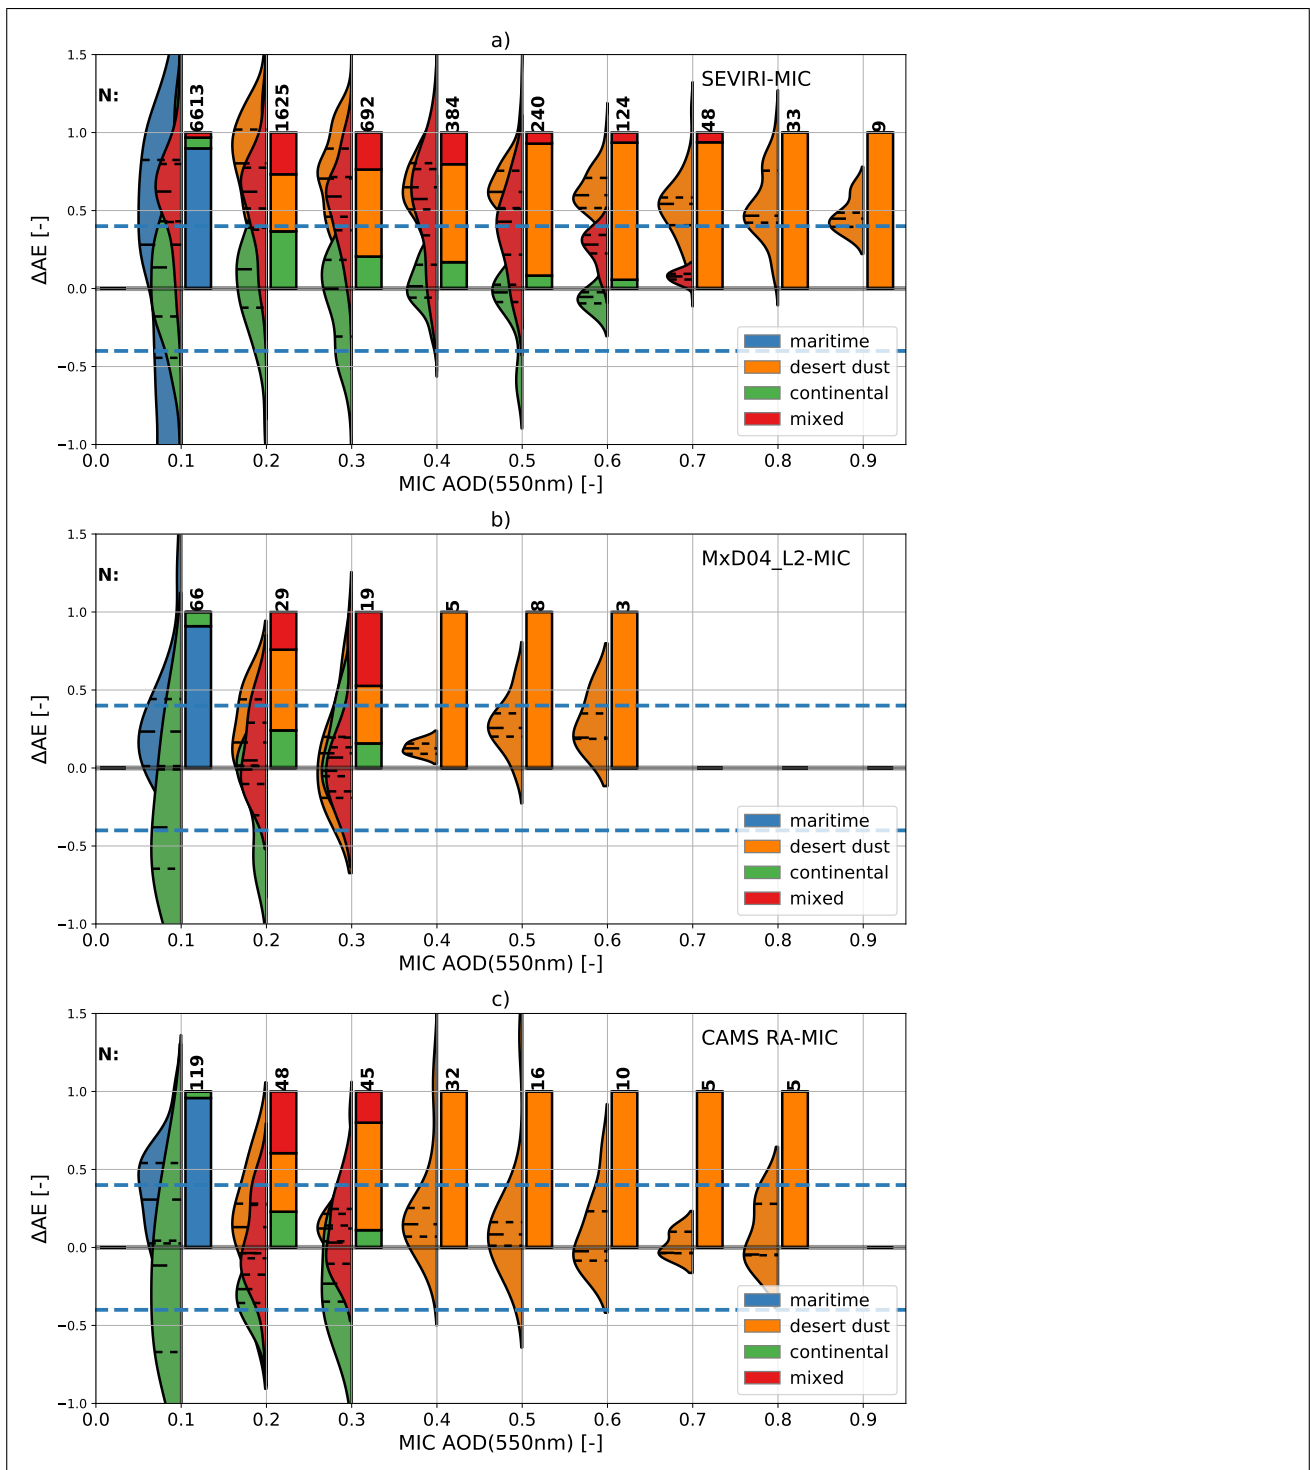 a)
SEVIRI-MIC
N:
6613
1625
692
384
240
124
48
33
9
1.5
1.0
0.5
0.0
−0.5
−1.0
ΔAE [-]
maritime
desert dust
continental
mixed
0.0 0.1 0.2 0.3 0.4 0.5 0.6 0.7 0.8 0.9
MIC AOD(550nm) [-]
b)
MxD04_L2-MIC
N:
66
29
19
5
8
3
1.5
1.0
0.5
0.0
−0.5
−1.0
ΔAE [-]
maritime
desert dust
continental
mixed
0.0 0.1 0.2 0.3 0.4 0.5 0.6 0.7 0.8 0.9
MIC AOD(550nm) [-]
c)
CAMS RA-MIC
N:
119
48
45
32
16
10
5
5
1.5
1.0
0.5
0.0
−0.5
−1.0
ΔAE [-]
maritime
desert dust
continental
mixed
0.0 0.1 0.2 0.3 0.4 0.5 0.6 0.7 0.8 0.9
MIC AOD(550nm) [-]